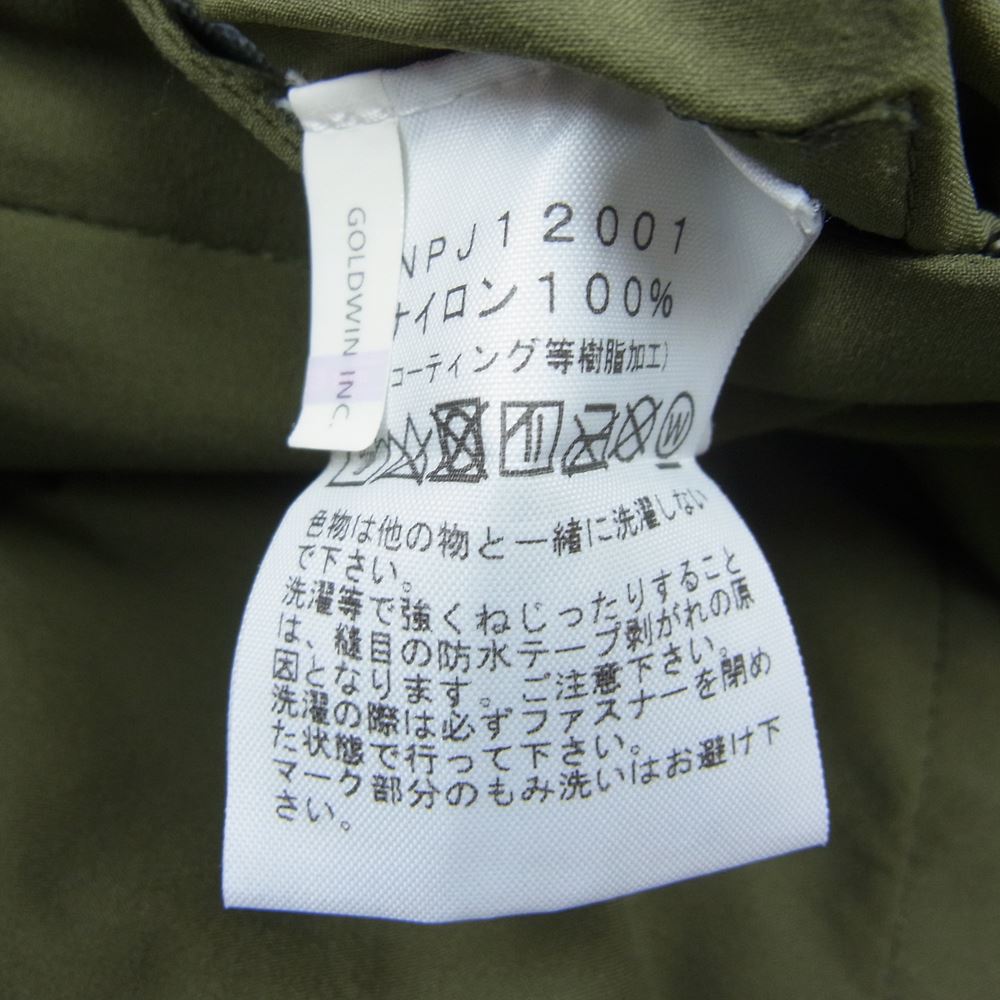 GOLDWIN INC.
NPJ12001
ナイロン100%
コーティング等樹脂加工)
W
色物は他の物と一緒に洗濯しない
で下さい。
洗濯等で強くねじったりすること
は、縫目の防水テープ剥がれの原
因となります。ご注意下さい。
洗濯の際は必ずファスナーを閉め
た状態で行って下さい。
マーク部分のもみ洗いはお避け下
さい。